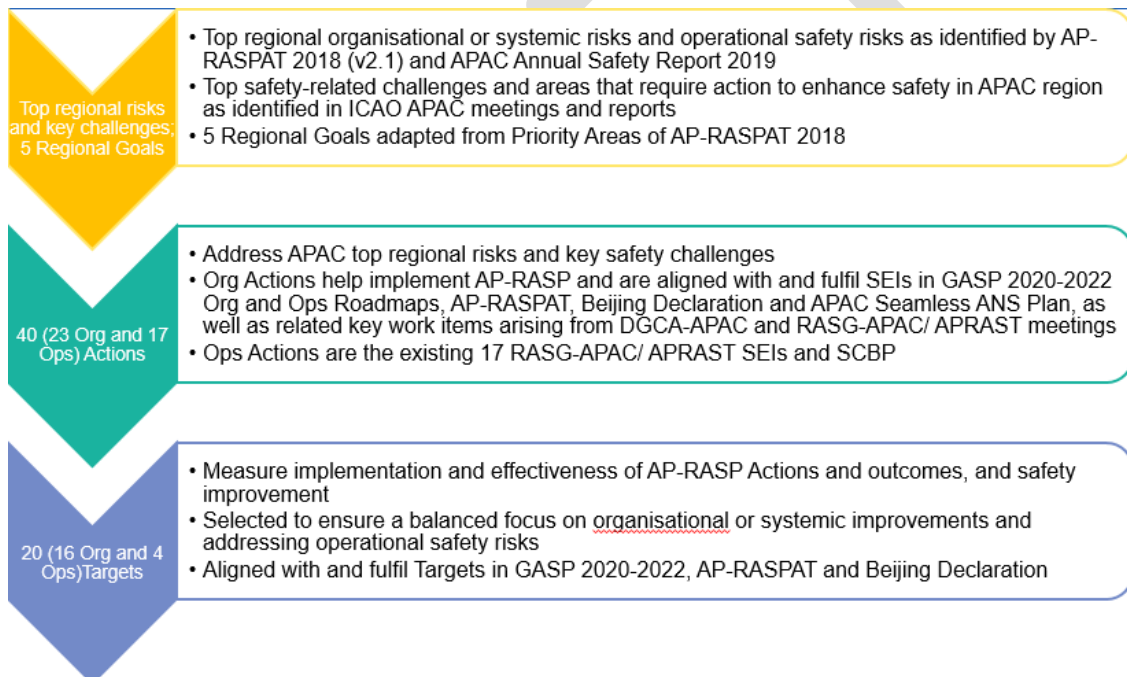 Top regional risks
and key challenges;
5 Regional Goals
• Top regional organisational or systemic risks and operational safety risks as identified by AP-
RASPAT 2018 (v2.1) and APAC Annual Safety Report 2019
• Top safety-related challenges and areas that require action to enhance safety in APAC region
as identified in ICAO APAC meetings and reports
• 5 Regional Goals adapted from Priority Areas of AP-RASPAT 2018
40 (23 Org and 17
Ops) Actions
• Address APAC top regional risks and key safety challenges
• Org Actions help implement AP-RASP and are aligned with and fulfil SEIs in GASP 2020-2022
Org and Ops Roadmaps, AP-RASPAT, Beijing Declaration and APAC Seamless ANS Plan, as
well as related key work items arising from DGCA-APAC and RASG-APAC/ APRAST meetings
• Ops Actions are the existing 17 RASG-APAC/ APRAST SEIs and SCBP
20 (16 Org and 4
Ops)Targets
• Measure implementation and effectiveness of AP-RASP Actions and outcomes, and safety
improvement
• Selected to ensure a balanced focus on organisational or systemic improvements and
addressing operational safety risks
• Aligned with and fulfil Targets in GASP 2020-2022, AP-RASPAT and Beijing Declaration